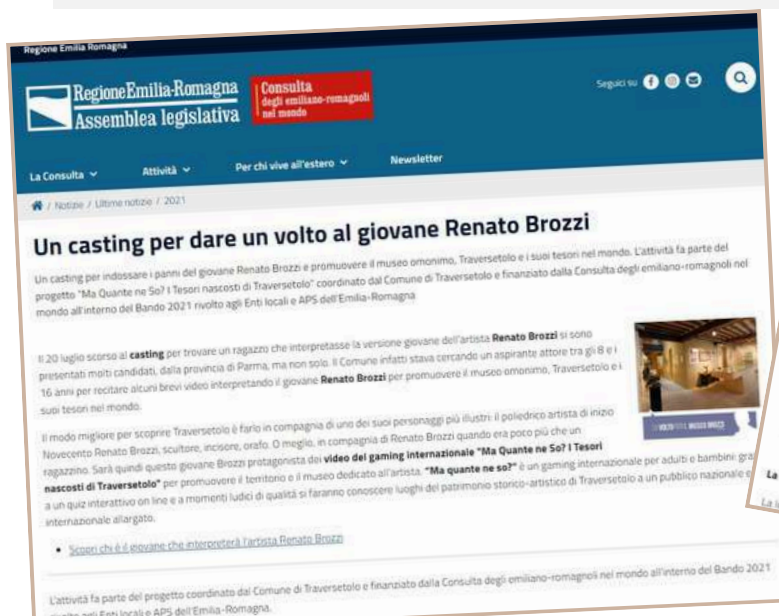 Regione Emilia Romagna
RegioneEmilia-Romagna
Assemblea legislativa
Consulta
degli emiliano-romagnoli
nel mondo
Seguici su
La Consulta
Attività
Per chi vive all'estero
Newsletter
/ Notizie / Ultime notizie / 2021
Un casting per dare un volto al giovane Renato Brozzi
Un casting per indossare i panni del giovane Renato Brozzi e promuovere il museo omonimo, Traversetolo e i suoi tesori nel mondo. L'attività fa parte del
progetto "Ma Quante ne So? I Tesori nascosti di Traversetolo" coordinato dal Comune di Traversetolo e finanziato dalla Consulta degli emiliano-romagnoli nel
mondo all'interno del Bando 2021 rivolto agli Enti locali e APS dell'Emilia-Romagna
Il 20 luglio scorso al casting per trovare un ragazzo che interpretasse la versione giovane dell'artista Renato Brozzi si sono
presentati molti candidati, dalla provincia di Parma, ma non solo. Il Comune infatti stava cercando un aspirante attore tra gli 8 e i
16 anni per recitare alcuni brevi video interpretando il giovane Renato Brozzi per promuovere il museo omonimo, Traversetolo e i
suoi tesori nel mondo.
Il modo migliore per scoprire Traversetolo è farlo in compagnia di uno dei suoi personaggi più illustri: il poliedrico artista di inizio
Novecento Renato Brozzi, scultore, incisore, orafo. O meglio, in compagnia di Renato Brozzi quando era poco più che un
ragazzino. Sarà quindi questo giovane Brozzi protagonista dei video del gaming internazionale "Ma Quante ne So? I Tesori
nascosti di Traversetolo" per promuovere il territorio e il museo dedicato all'artista. "Ma quante ne so?" è un gaming internazionale per adulti e bambini: gra
a un quiz interattivo on line e a momenti ludici di qualità si faranno conoscere luoghi del patrimonio storico-artistico di Traversetolo a un pubblico nazionale e
internazionale allargato.
Scopri chi è il giovane che interpreterà l'artista Renato Brozzi
L'attività fa parte del progetto coordinato dal Comune di Traversetolo e finanziato dalla Consulta degli emiliano-romagnoli nel mondo all'interno del Bando 2021
agli Enti locali e APS dell'Emilia-Romagna.
La